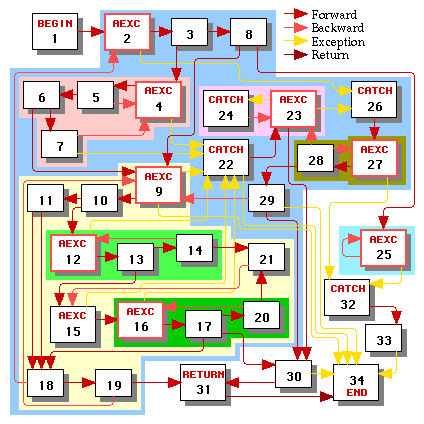 BEGIN
1
AEXC
2
3
8
Forward
Backward
Exception
Return
6
5
AEXC
4
CATCH
24
AEXC
23
CATCH
26
7
CATCH
22
28
AEXC
27
AEXC
9
11
10
29
AEXC
12
13
14
21
AEXC
25
CATCH
32
AEXC
15
AEXC
16
17
20
33
18
19
RETURN
31
30
34
END